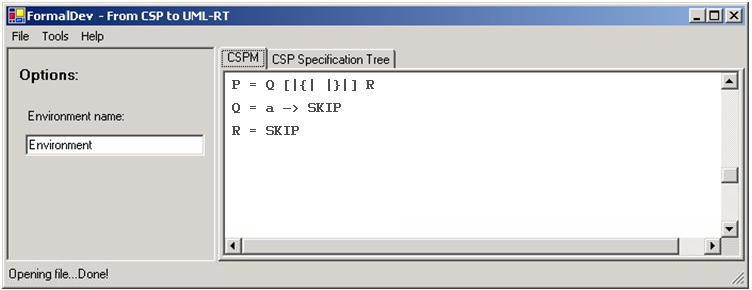 FormalDev - From CSP to UML-RT
File Tools Help
Options:
Environment name:
Environment
CSPM CSP Specification Tree
P = Q [|{| |}|] R
Q = a -> SKIP
R = SKIP
Opening file...Done!